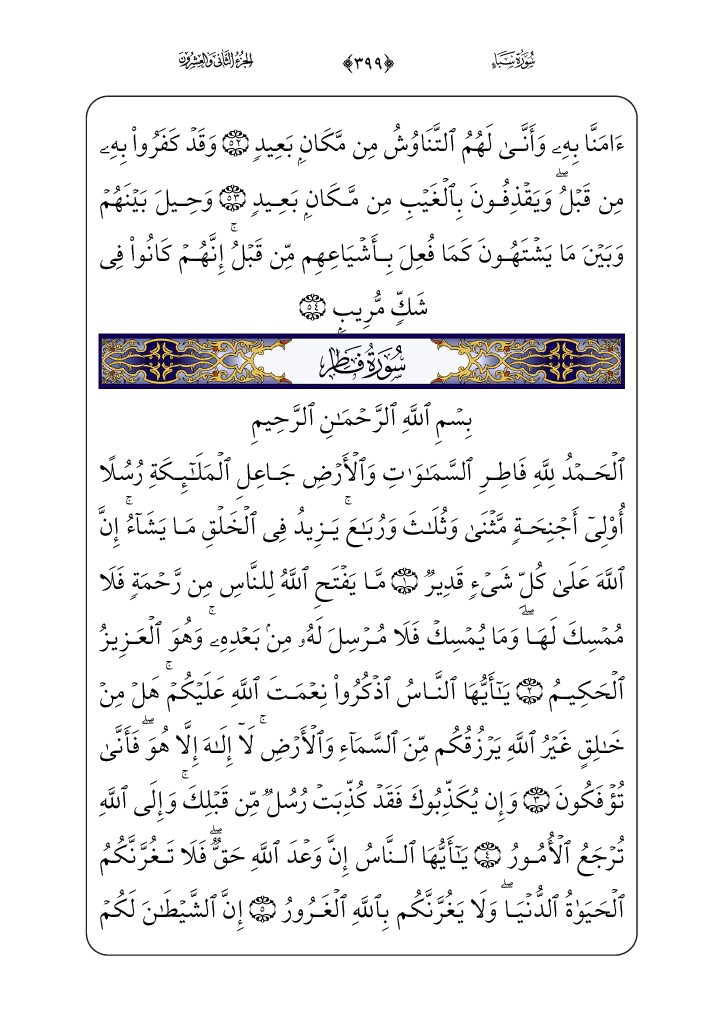 سُورَةُ سَبَإٍ ﴿٣٩٩﴾ الجُزْءُ الثَّانِي وَالعِشْرُونَ
ءَامَنَّا بِهِۦ وَأَنَّىٰ لَهُمُ ٱلتَّنَاوُشُ مِن مَّكَانِۭ بَعِيدٍ ٥٢ وَقَدۡ كَفَرُواْ بِهِۦ
مِن قَبۡلُۖ وَيَقۡذِفُونَ بِٱلۡغَيۡبِ مِن مَّكَانِۭ بَعِيدٍ ٥٣ وَحِيلَ بَيۡنَهُمۡ
وَبَيۡنَ مَا يَشۡتَهُونَ كَمَا فُعِلَ بِأَشۡيَاعِهِم مِّن قَبۡلُۚ إِنَّهُمۡ كَانُواْ فِي
شَكّٖ مُّرِيبِۭ ٥٤
سُورَةُ فَاطِرٍ
بِسۡمِ ٱللَّهِ ٱلرَّحۡمَٰنِ ٱلرَّحِيمِ
ٱلۡحَمۡدُ لِلَّهِ فَاطِرِ ٱلسَّمَٰوَٰتِ وَٱلۡأَرۡضِ جَاعِلِ ٱلۡمَلَٰٓئِكَةِ رُسُلًا
أُوْلِيٓ أَجۡنِحَةٖ مَّثۡنَىٰ وَثُلَٰثَ وَرُبَٰعَۚ يَزِيدُ فِي ٱلۡخَلۡقِ مَا يَشَآءُۚ إِنَّ
ٱللَّهَ عَلَىٰ كُلِّ شَيۡءٖ قَدِيرٞ ١ مَّا يَفۡتَحِ ٱللَّهُ لِلنَّاسِ مِن رَّحۡمَةٖ فَلَا
مُمۡسِكَ لَهَاۖ وَمَا يُمۡسِكۡ فَلَا مُرۡسِلَ لَهُۥ مِنۢ بَعۡدِهِۦۚ وَهُوَ ٱلۡعَزِيزُ
ٱلۡحَكِيمُ ٢ يَٰٓأَيُّهَا ٱلنَّاسُ ٱذۡكُرُواْ نِعۡمَتَ ٱللَّهِ عَلَيۡكُمۡۚ هَلۡ مِنۡ
خَٰلِقٍ غَيۡرُ ٱللَّهِ يَرۡزُقُكُم مِّنَ ٱلسَّمَآءِ وَٱلۡأَرۡضِۚ لَآ إِلَٰهَ إِلَّا هُوَۖ فَأَنَّىٰ
تُؤۡفَكُونَ ٣ وَإِن يُكَذِّبُوكَ فَقَدۡ كُذِّبَتۡ رُسُلٞ مِّن قَبۡلِكَۚ وَإِلَى ٱللَّهِ
تُرۡجَعُ ٱلۡأُمُورُ ٤ يَٰٓأَيُّهَا ٱلنَّاسُ إِنَّ وَعۡدَ ٱللَّهِ حَقّٞۖ فَلَا تَغُرَّنَّكُمُ
ٱلۡحَيَوٰةُ ٱلدُّنۡيَاۖ وَلَا يَغُرَّنَّكُم بِٱللَّهِ ٱلۡغَرُورُ ٥ إِنَّ ٱلشَّيۡطَٰنَ لَكُمۡ